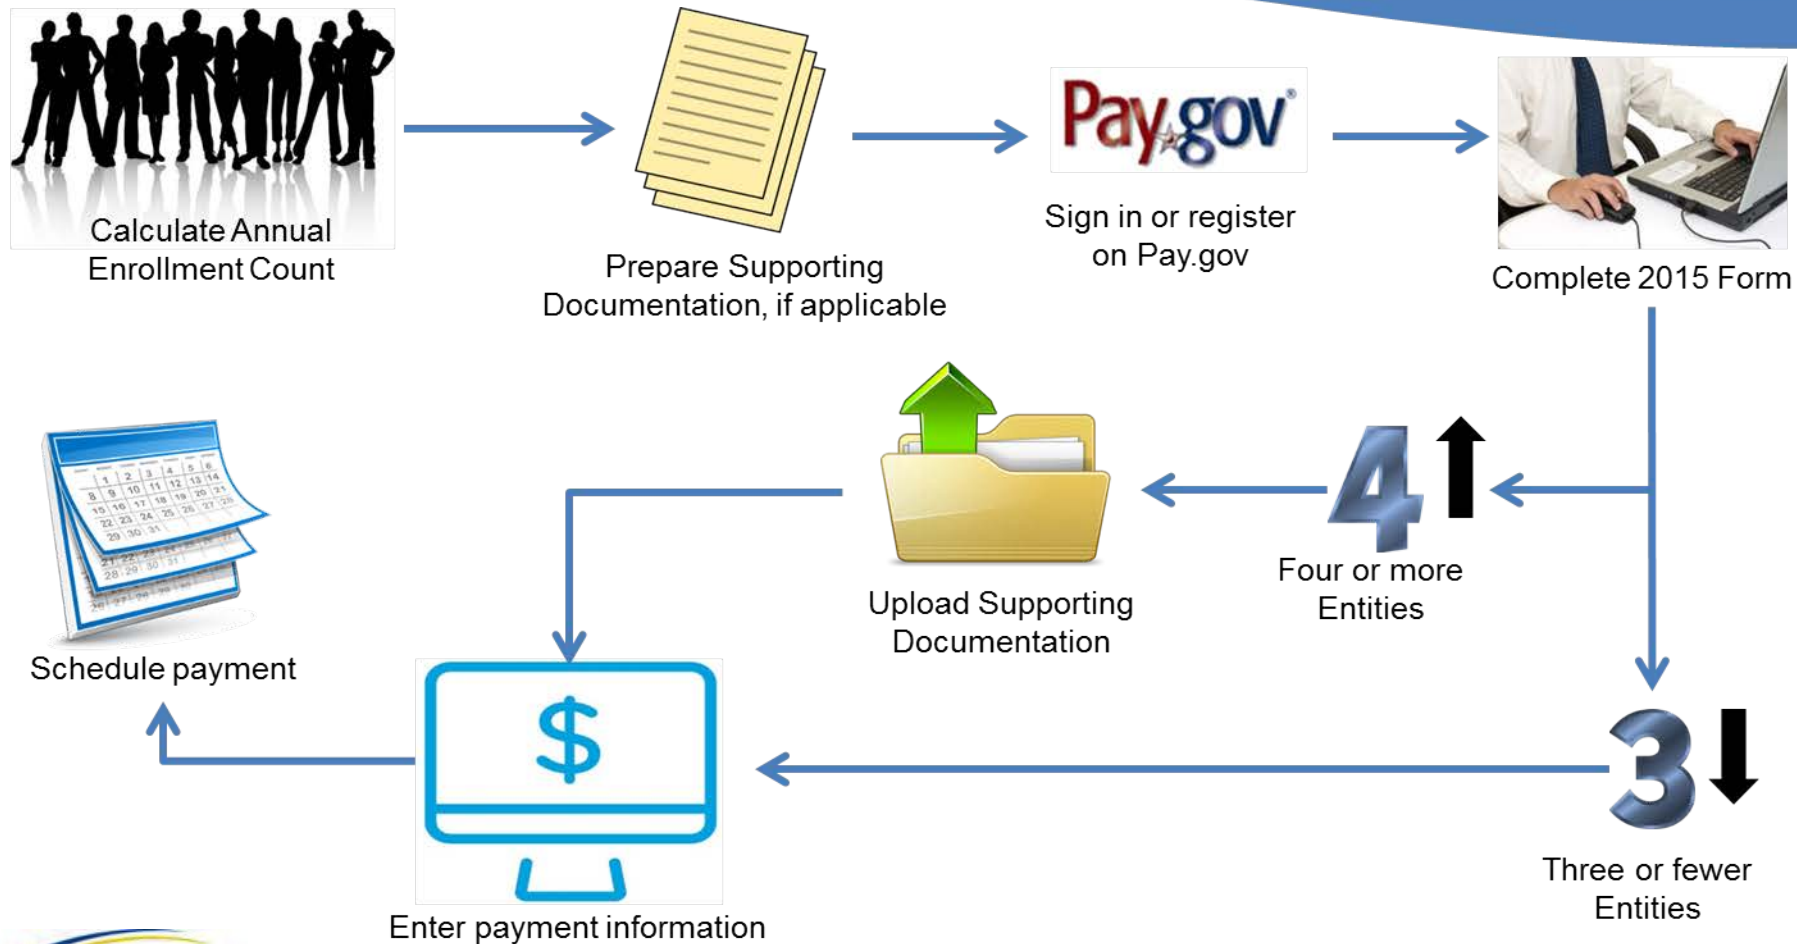 Calculate Annual
Enrollment Count
Prepare Supporting
Documentation, if applicable
Pay.gov®
Sign in or register
on Pay.gov
Complete 2015 Form
4
Four or more
Entities
Upload Supporting
Documentation
Schedule payment
$
Enter payment information
3
Three or fewer
Entities